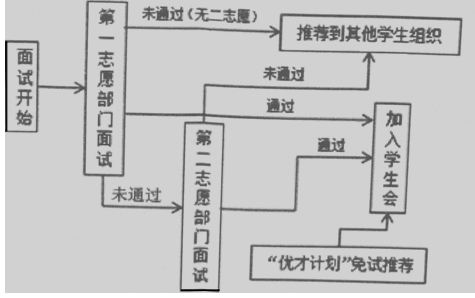 面试开始
第一志愿部门面试
未通过(无二志愿)
推荐到其他学生组织
未通过
通过
加入学生会
第二志愿部门面试
通过
未通过
“优才计划”免试推荐